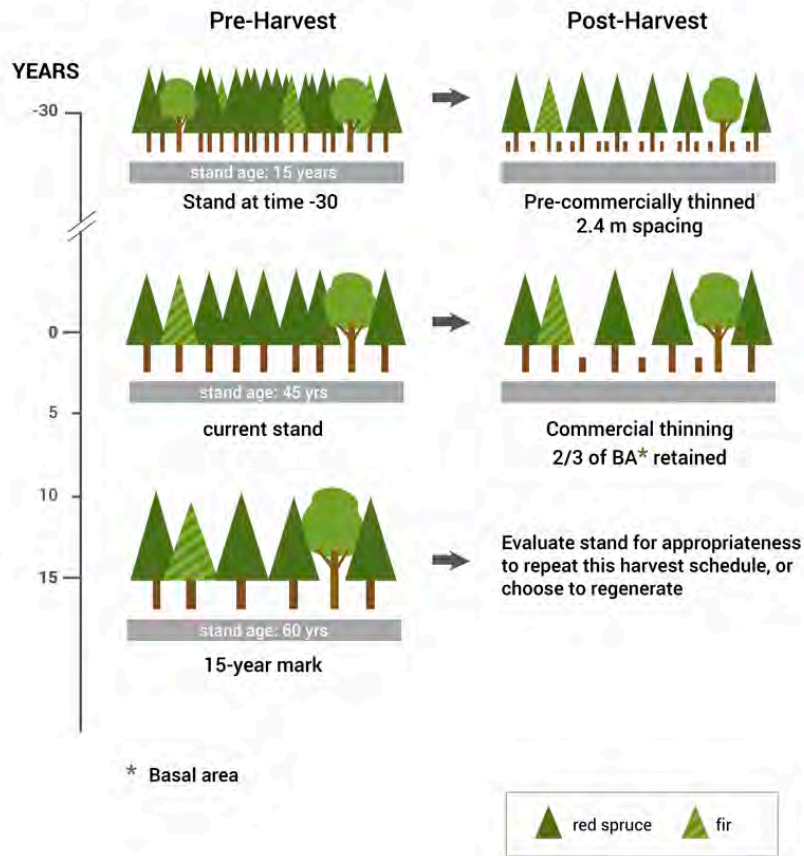 Pre-Harvest
Post-Harvest
YEARS
-30
stand age: 15 years
Stand at time -30
Pre-commercially thinned
2.4 m spacing
0
stand age: 45 yrs
current stand
Commercial thinning
2/3 of BA* retained
5
10
15
Evaluate stand for appropriateness
to repeat this harvest schedule, or
choose to regenerate
stand age: 60 yrs
15-year mark
* Basal area
red spruce
fir